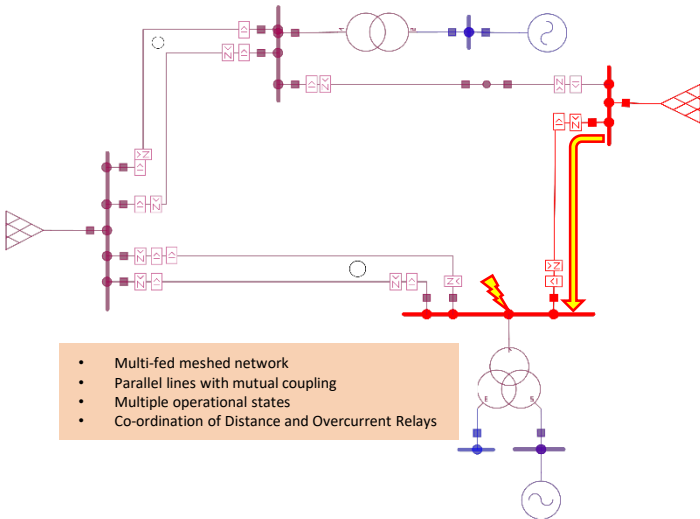 • Multi-fed meshed network
• Parallel lines with mutual coupling
• Multiple operational states
• Co-ordination of Distance and Overcurrent Relays